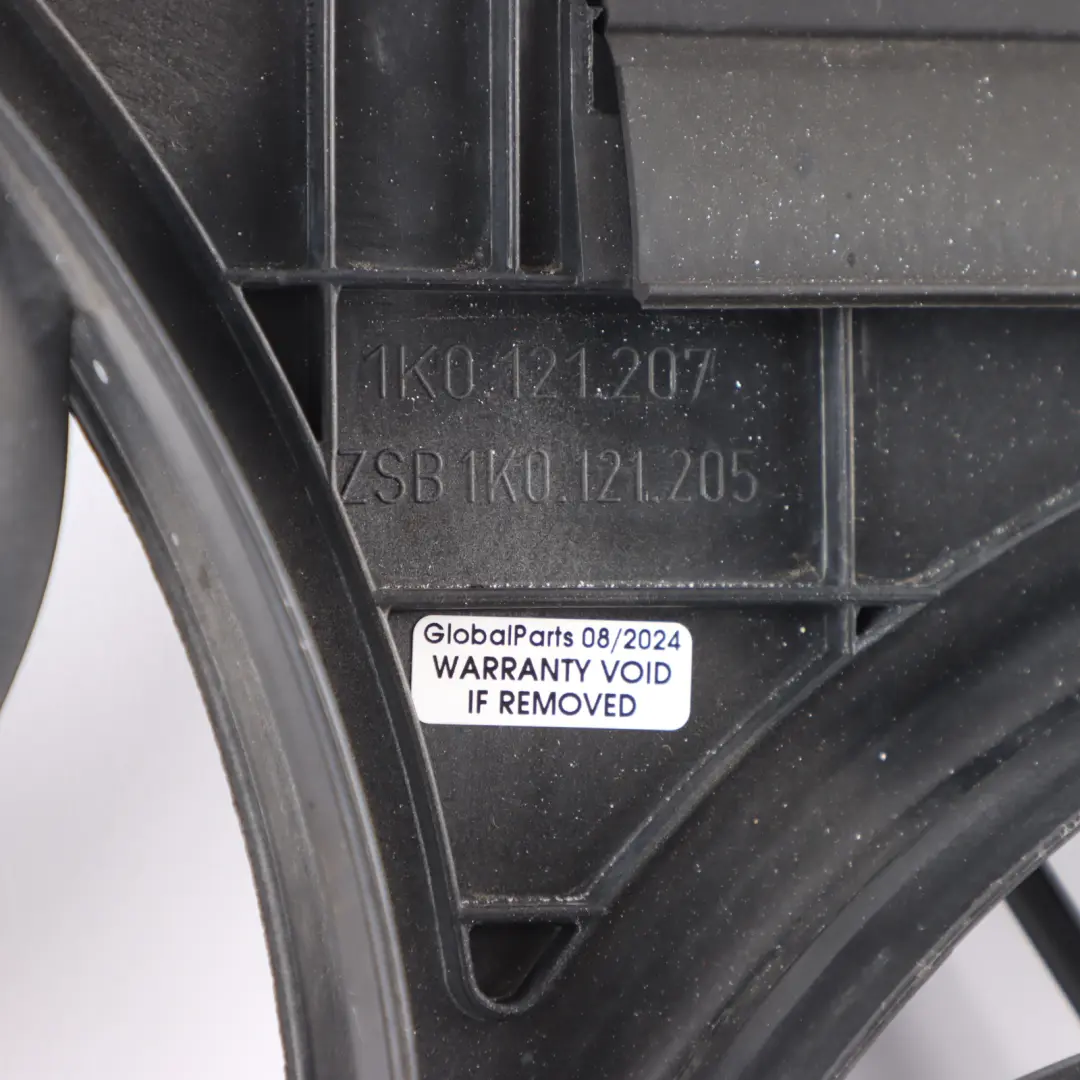 1K0.121.207
ZSB 1K0.121.205
GlobalParts 08/2024
WARRANTY VOID
IF REMOVED